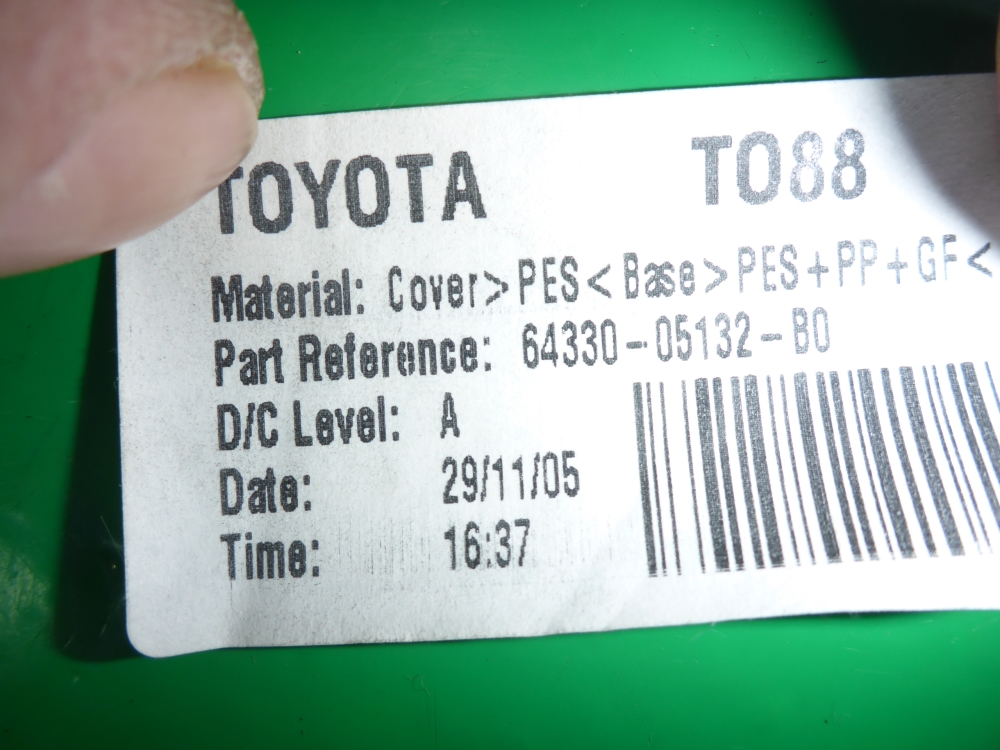 TOYOTA TO88
Material: Cover>PES<Base>PES+PP+GF<
Part Reference: 64330-05132-B0
D/C Level: A
Date: 29/11/05
Time: 16:37